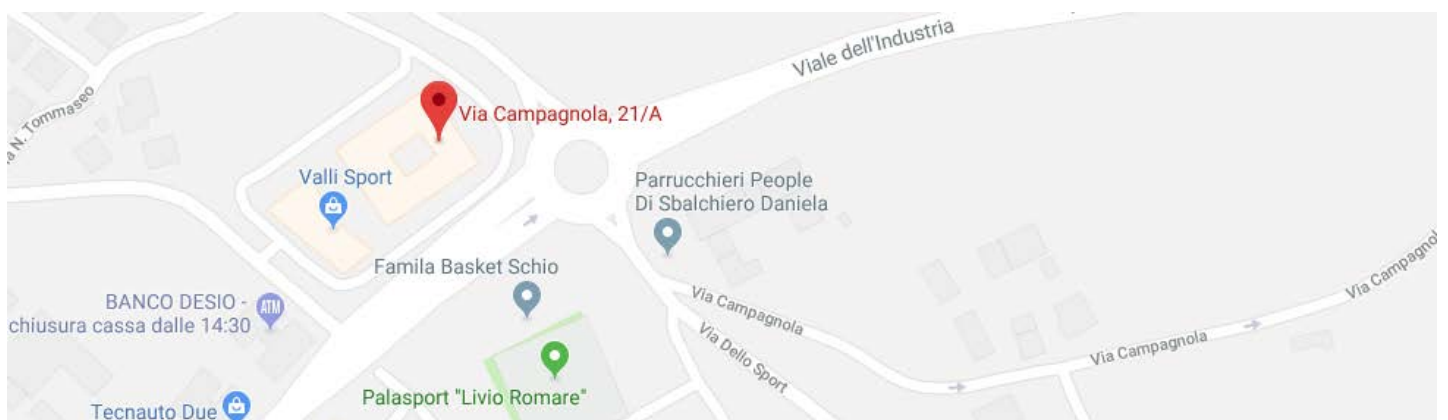 Viale dell'Industria
N. Tommaseo
Via Campagnola, 21/A
Valli Sport
Parrucchieri People
Di Sbalchiero Daniela
Famila Basket Schio
BANCO DESIO -
chiusura cassa dalle 14:30
ATM
Via Campagnola
Via Dello Sport
Via Campagnola
Via Campagnol
Palasport "Livio Romare"
Tecnauto Due